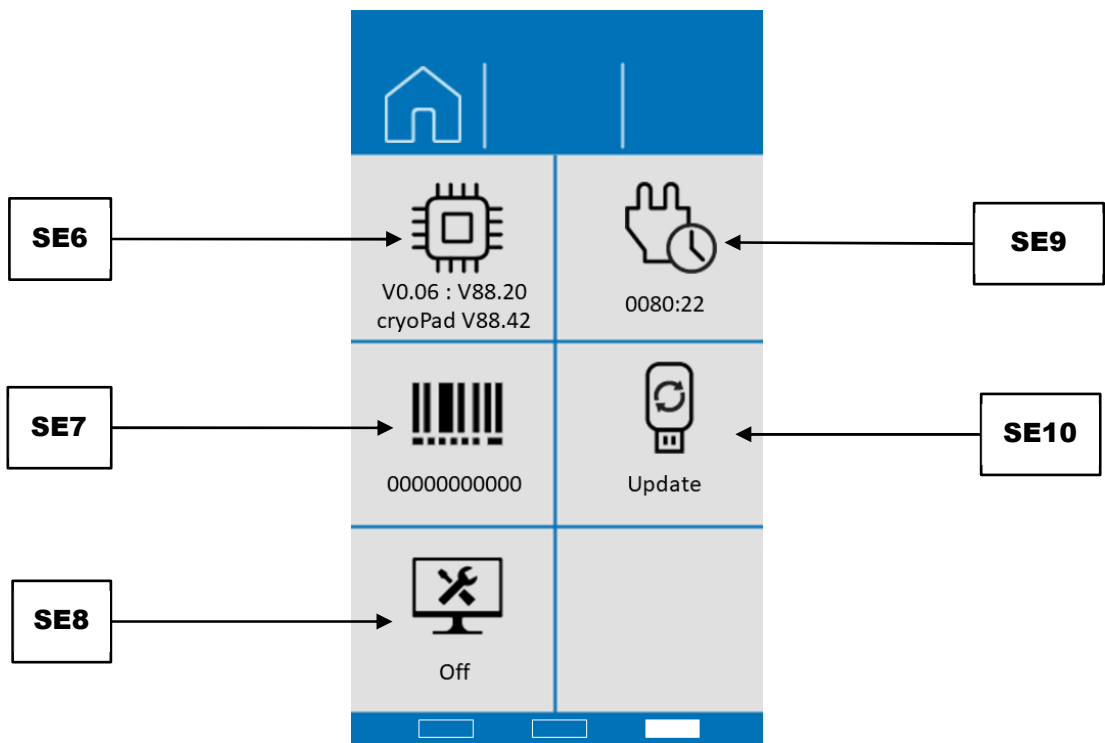 SE6
V0.06 : V88.20
cryoPad V88.42
SE9
0080:22
SE7
00000000000
SE10
Update
SE8
Off